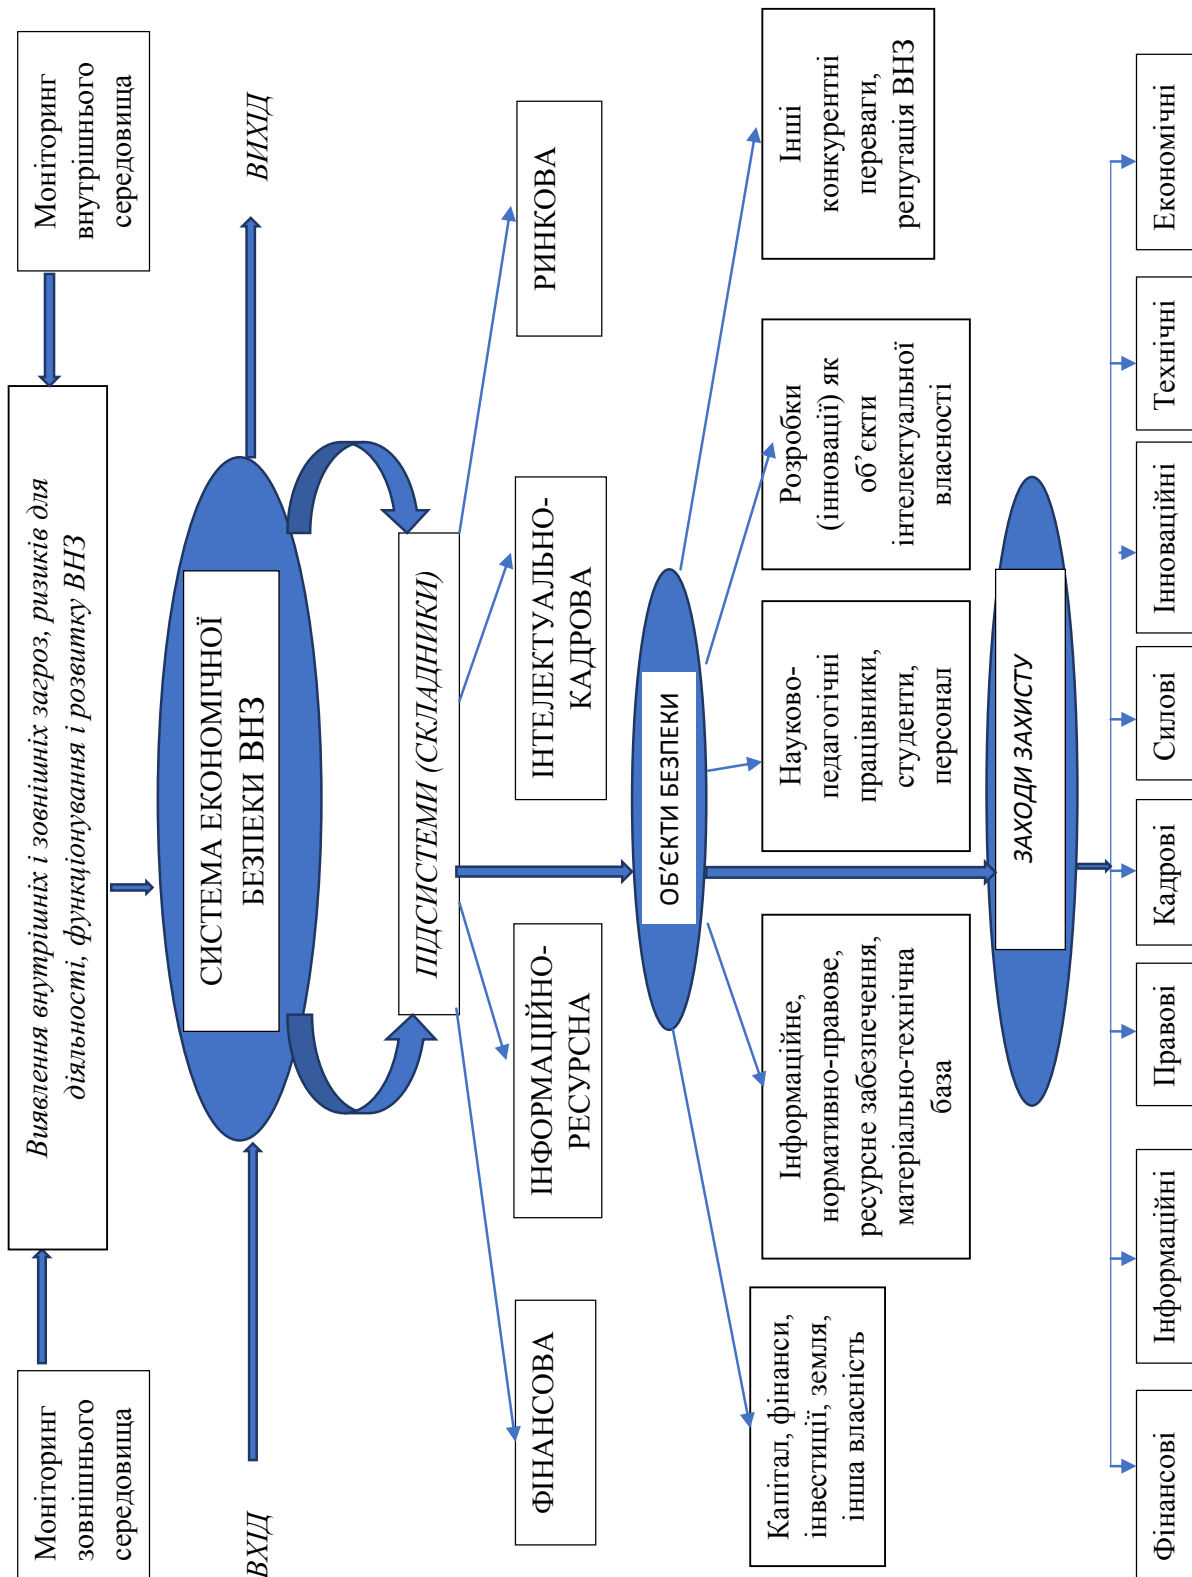 Моніторинг
зовнішнього
середовища
Виявлення внутрішніх і зовнішніх загроз, ризиків для
діяльності, функціонування і розвитку ВНЗ
Моніторинг
внутрішнього
середовища
ВХІД
СИСТЕМА ЕКОНОМІЧНОЇ
БЕЗПЕКИ ВНЗ
ВИХІД
ПІДСИСТЕМИ (СКЛАДНИКИ)
ФІНАНСОВА
ІНФОРМАЦІЙНО-
РЕСУРСНА
ІНТЕЛЕКТУАЛЬНО-
КАДРОВА
РИНКОВА
ОБ'ЄКТИ БЕЗПЕКИ
Капітал, фінанси,
інвестиції, земля,
інша власність
Інформаційне,
нормативно-правове,
ресурсне забезпечення,
матеріально-технічна
база
Науково-
педагогічні
працівники,
студенти,
персонал
Розробки
(інновації) як
об’єкти
інтелектуальної
власності
Інші
конкурентні
переваги,
репутація ВНЗ
ЗАХОДИ ЗАХИСТУ
Фінансові
Інформаційні
Правові
Кадрові
Силові
Інноваційні
Технічні
Економічні